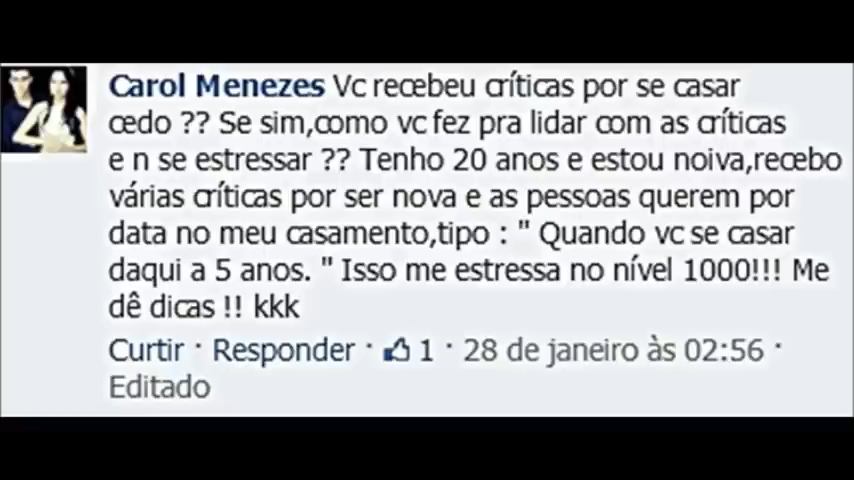 Carol Menezes Vc recebeu críticas por se casar
cedo ?? Se sim,como vc fez pra lidar com as críticas
e n se estressar ?? Tenho 20 anos e estou noiva,recebo
várias críticas por ser nova e as pessoas querem por
data no meu casamento,tipo : " Quando vc se casar
daqui a 5 anos. " Isso me estressa no nível 1000!!! Me
dê dicas !! kkk
Curtir · Responder · 1 · 28 de janeiro às 02:56 ·
Editado